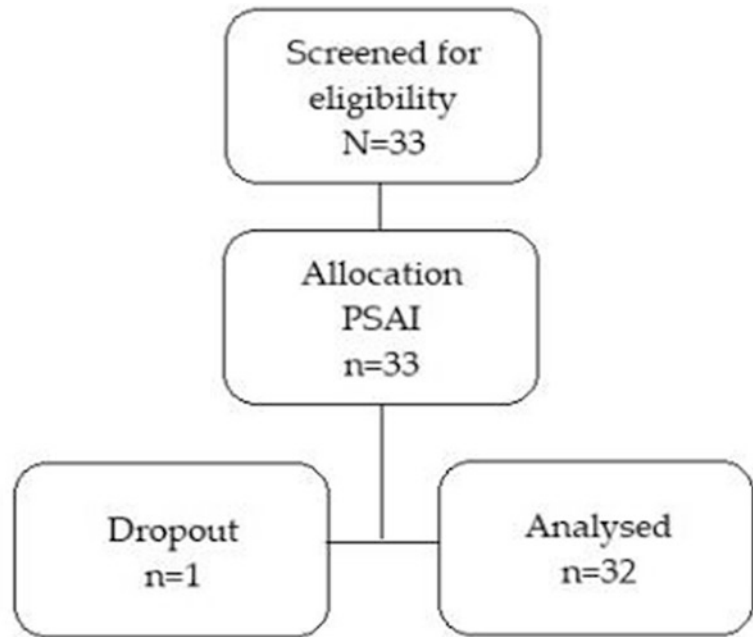 Screened for
eligibility
N=33
Allocation
PSAI
n=33
Dropout
n=1
Analysed
n=32